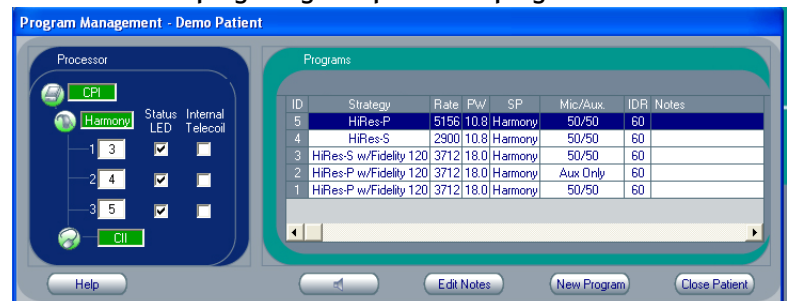 Program Management - Demo Patient
Processor
CPI
Harmony
Status LED
Internal Telecoil
1 3
2 4
3 5
CII
Programs
ID Strategy Rate PW SP Mic/Aux. IDR Notes
5 HiRes-P 5156 10.8 Harmony 50/50 60
4 HiRes-S 2900 10.8 Harmony 50/50 60
3 HiRes-S w/Fidelity 120 3712 18.0 Harmony 50/50 60
2 HiRes-P w/Fidelity 120 3712 18.0 Harmony Aux Only 60
1 HiRes-P w/Fidelity 120 3712 18.0 Harmony 50/50 60
Help
Edit Notes
New Program
Close Patient